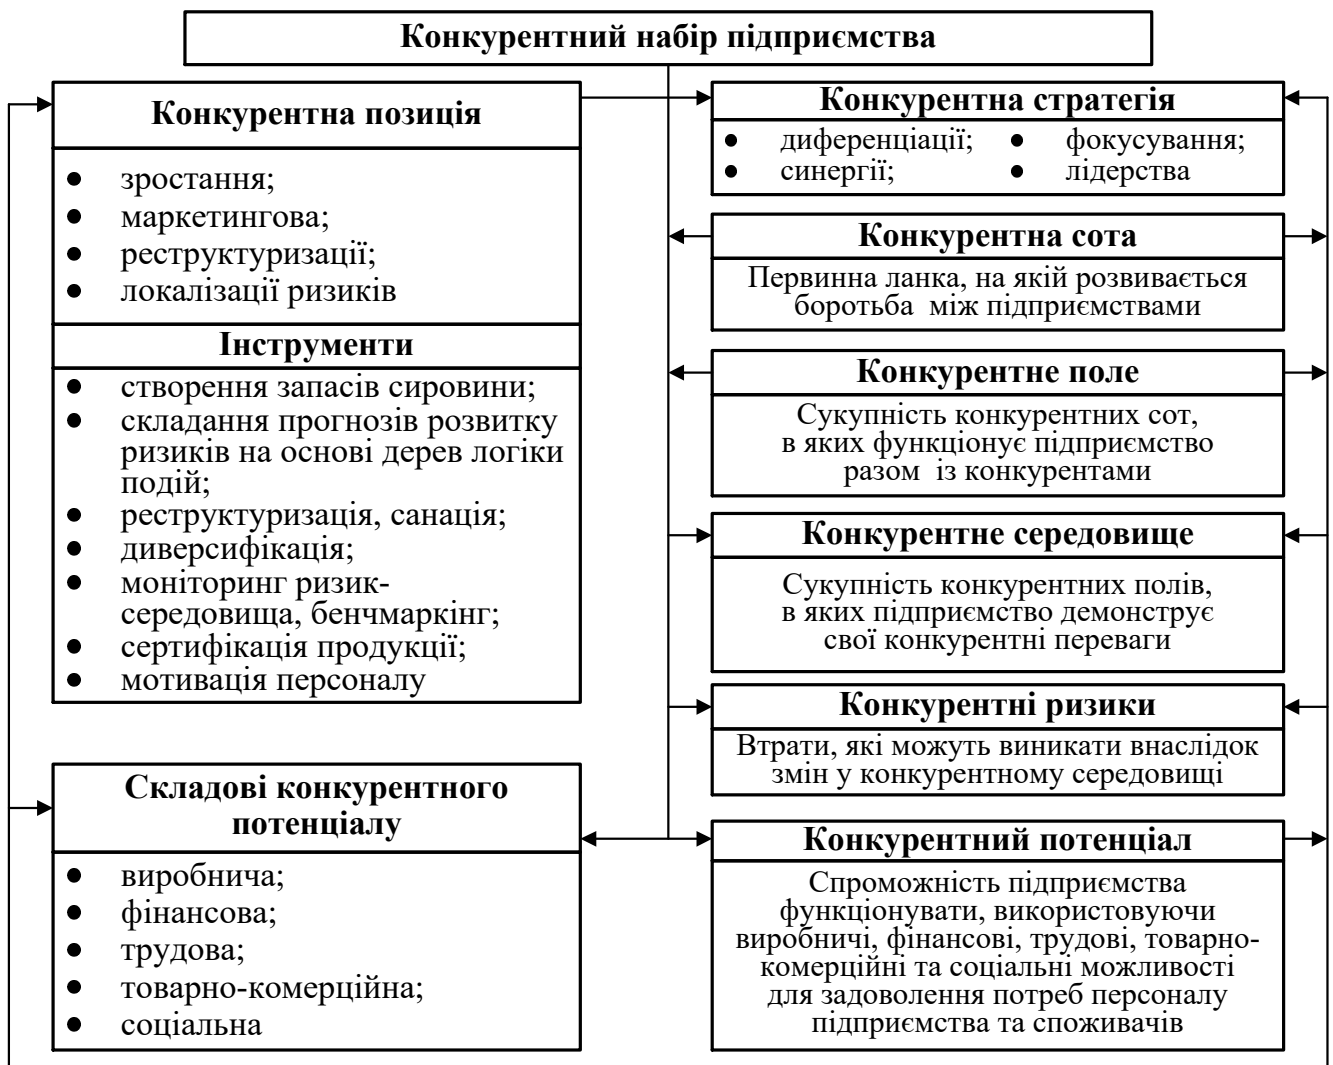 Конкурентний набір підприємства
Конкурентна позиція
• зростання;
• маркетингова;
• реструктуризації;
• локалізації ризиків
Інструменти
• створення запасів сировини;
• складання прогнозів розвитку
ризиків на основі дерев логіки
подій;
• реструктуризація, санація;
• диверсифікація;
• моніторинг ризик-
середовища, бенчмаркінг;
• сертифікація продукції;
• мотивація персоналу
Складові конкурентного
потенціалу
• виробнича;
• фінансова;
• трудова;
• товарно-комерційна;
• соціальна
Конкурентна стратегія
• диференціації; • фокусування;
• синергії; • лідерства
Конкурентна сота
Первинна ланка, на якій розвивається
боротьба між підприємствами
Конкурентне поле
Сукупність конкурентних сот,
в яких функціонує підприємство
разом із конкурентами
Конкурентне середовище
Сукупність конкурентних полів,
в яких підприємство демонструє
свої конкурентні переваги
Конкурентні ризики
Втрати, які можуть виникати внаслідок
змін у конкурентному середовищі
Конкурентний потенціал
Спроможність підприємства
функціонувати, використовуючи
виробничі, фінансові, трудові, товарно-
комерційні та соціальні можливості
для задоволення потреб персоналу
підприємства та споживачів